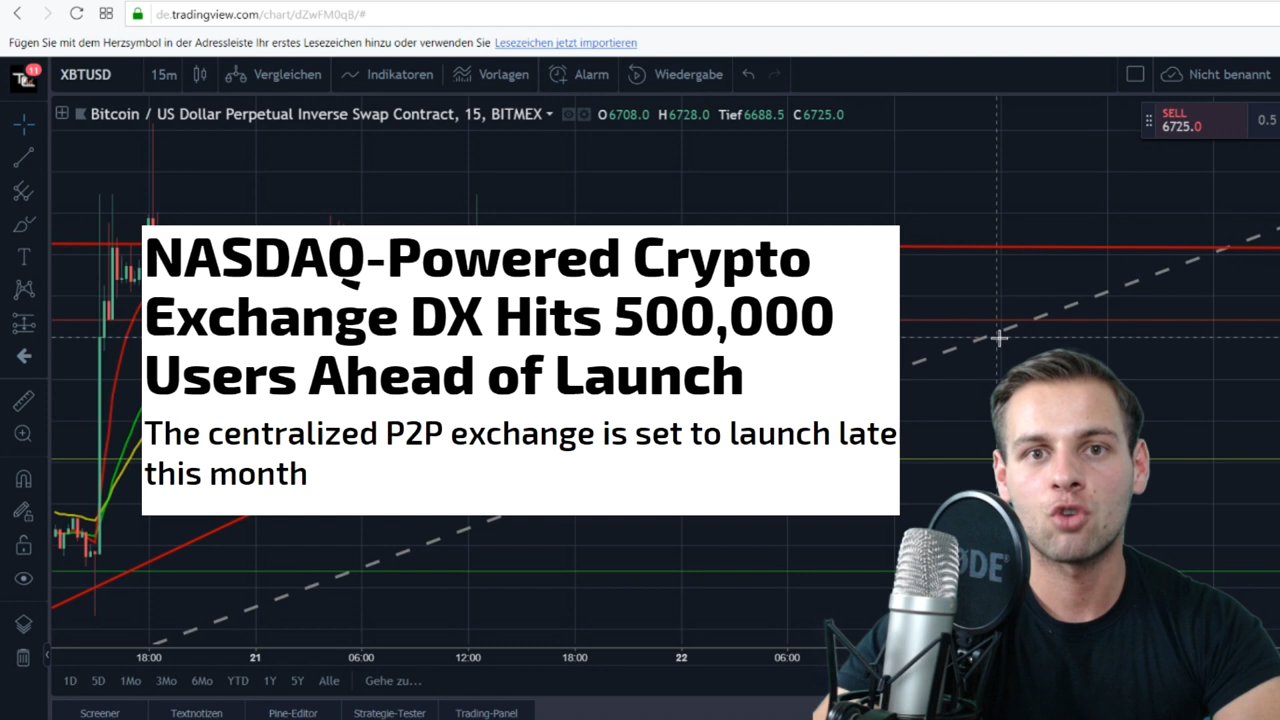 de.tradingview.com/chart/dZwFM0qB/#
Fügen Sie mit dem Herzsymbol in der Adressleiste Ihr erstes Lesezeichen hinzu oder verwenden Sie Lesezeichen jetzt importieren
11
XBTUSD 15m Vergleichen Indikatoren Vorlagen Alarm Wiedergabe Nicht benannt
Bitcoin / US Dollar Perpetual Inverse Swap Contract, 15, BITMEX O6708.0 H6728.0 Tief6688.5 C6725.0
SELL
6725.0
0.5
NASDAQ-Powered Crypto
Exchange DX Hits 500,000
Users Ahead of Launch
The centralized P2P exchange is set to launch late
this month
18:00 21 06:00 12:00 18:00 22 06:00
1D 5D 1Mo 3Mo 6Mo YTD 1Y 5Y Alle Gehe zu...
Screener Textnotizen Pine-Editor Strategie-Tester Trading-Panel